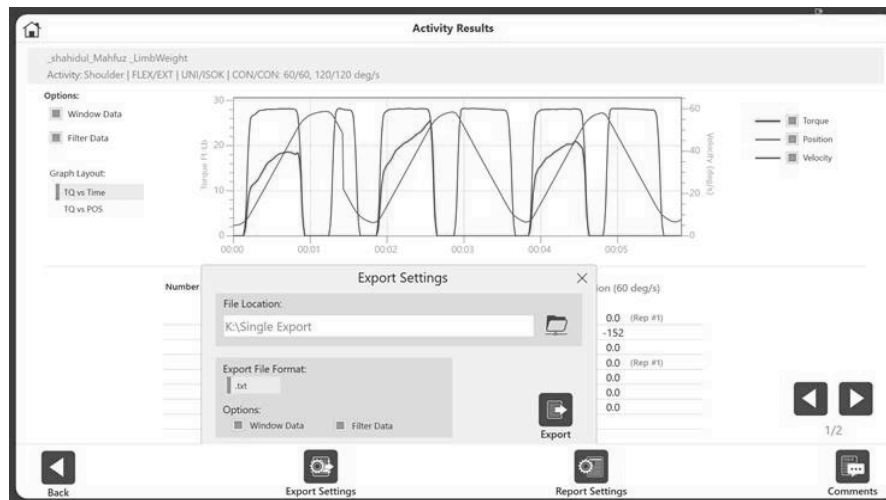 Activity Results
_shahidul_Mahfuz _LimbWeight
Activity: Shoulder | FLEX/EXT | UNI/ISOK | CON/CON: 60/60, 120/120 deg/s
Options:
Window Data
Filter Data
Graph Layout:
TQ vs Time
TQ vs POS
30
20
10
0
Torque Ft-Lb
60
40
20
0
Velocity (deg/s)
00:00 00:01 00:02 00:03 00:04 00:05
Torque
Position
Velocity
Number
ion (60 deg/s)
0.0 (Rep #1)
-152
0.0
0.0 (Rep #1)
0.0
0.0
0.0
Export Settings
File Location:
K:\Single Export
Export File Format:
.txt
Options:
Window Data Filter Data
Export
1/2
Back Export Settings Report Settings Comments